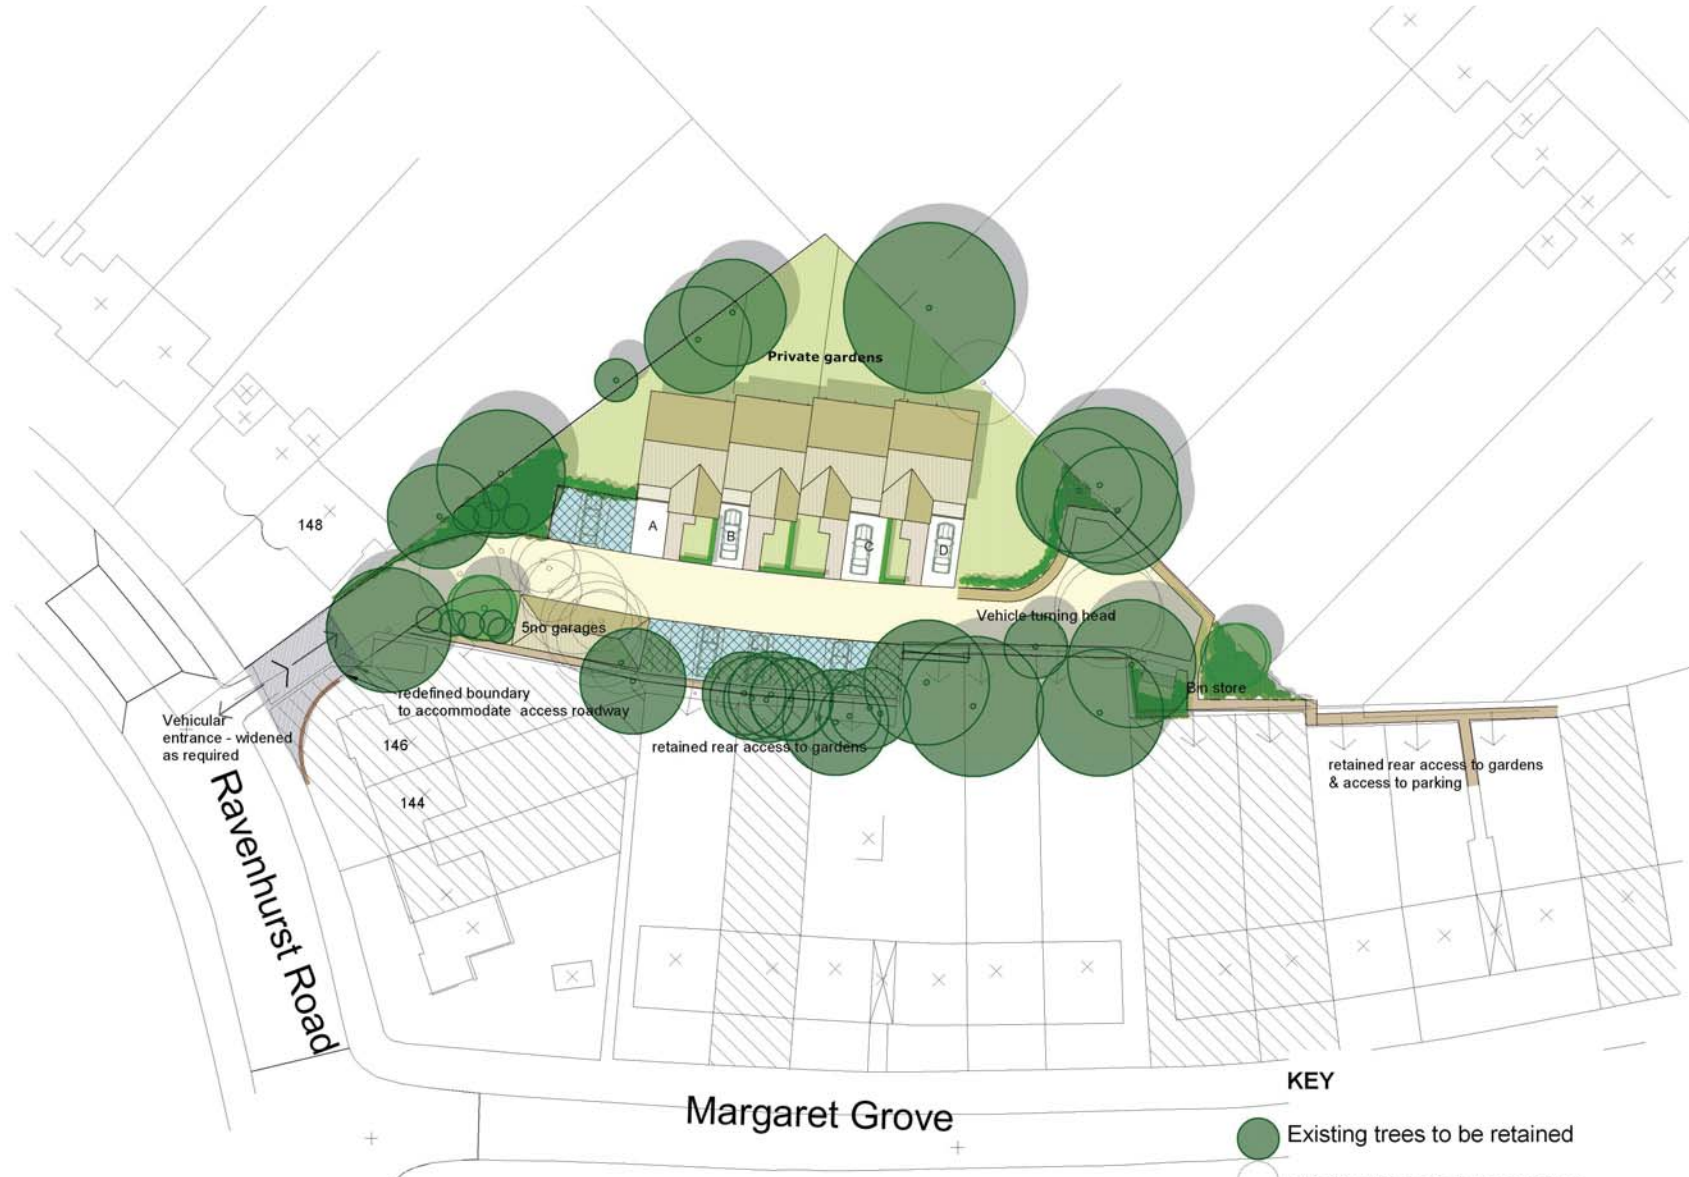 Private gardens
148
A
B
C
D
5no garages
Vehicle turning head
Bin store
redefined boundary
to accommodate access roadway
Vehicular
entrance - widened
as required
146
144
retained rear access to gardens
retained rear access to gardens
& access to parking
Ravenhurst Road
Margaret Grove
KEY
Existing trees to be retained